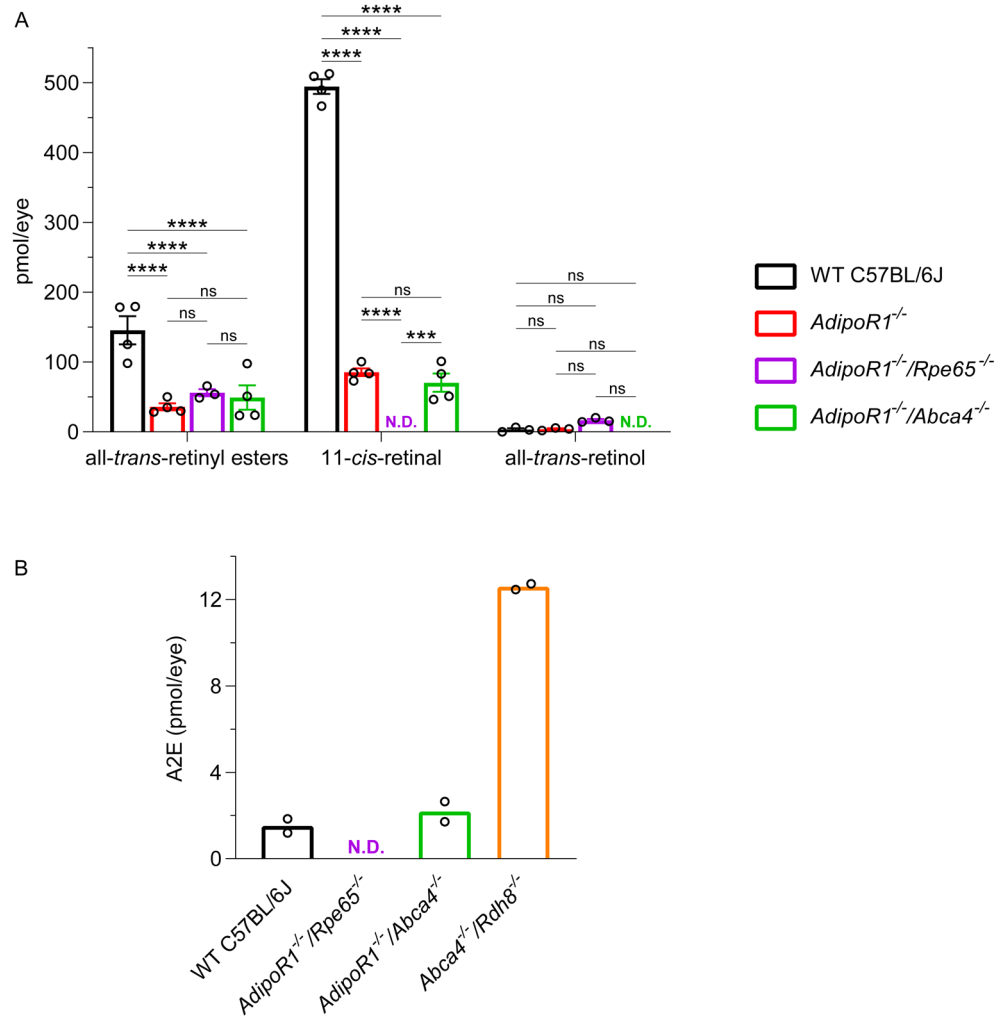 A
****
****
****
500
400
300
200
100
0
pmol/eye
****
****
****
ns
ns
ns
ns
****
***
N.D.
ns
ns
ns
ns
ns
ns
N.D.
all-trans-retinyl esters
11-cis-retinal
all-trans-retinol
WT C57BL/6J
AdipoR1-/-
AdipoR1-/-/Rpe65-/-
AdipoR1-/-/Abca4-/-
B
12
8
4
0
A2E (pmol/eye)
N.D.
WT C57BL/6J
AdipoR1-/-/Rpe65-/-
AdipoR1-/-/Abca4-/-
Abca4-/-/Rdh8-/-